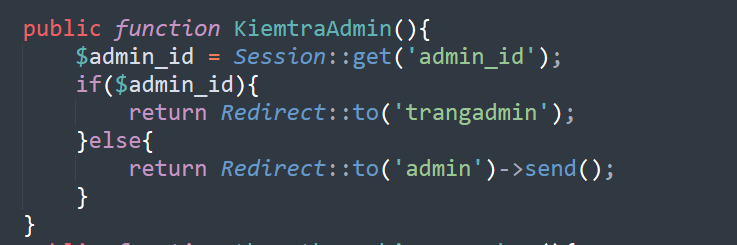 public function KiemtraAdmin(){
    $admin_id = Session::get('admin_id');
    if($admin_id){
        return Redirect::to('trangadmin');
    }else{
        return Redirect::to('admin')->send();
    }
}